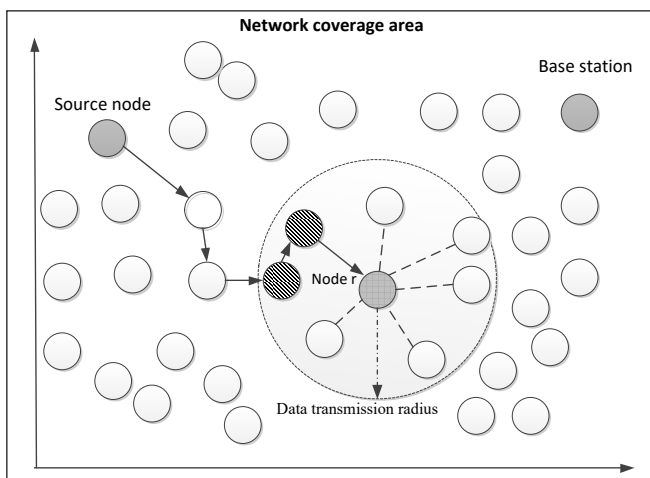 Network coverage area
Base station
Source node
Node r
Data transmission radius